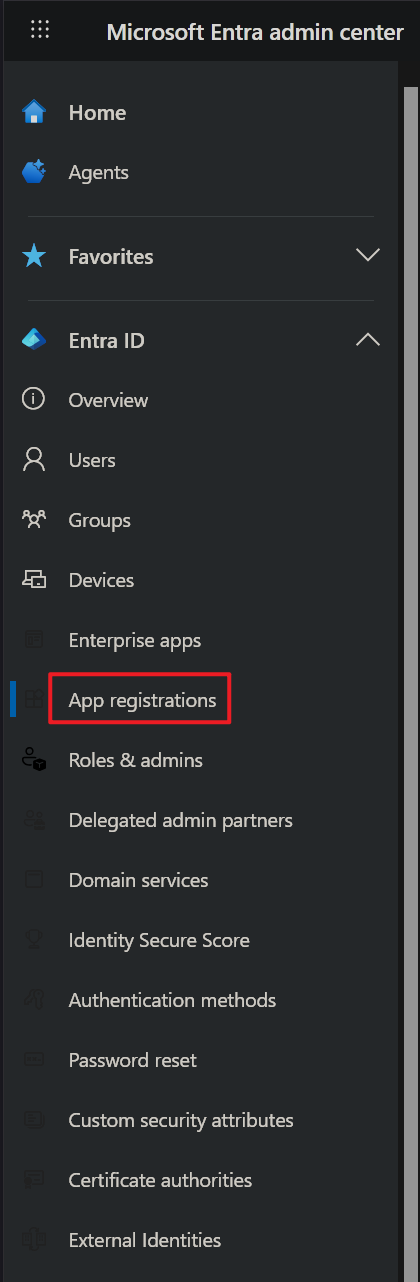 Microsoft Entra admin center
Home
Agents
Favorites
Entra ID
Overview
Users
Groups
Devices
Enterprise apps
App registrations
Roles & admins
Delegated admin partners
Domain services
Identity Secure Score
Authentication methods
Password reset
Custom security attributes
Certificate authorities
External Identities